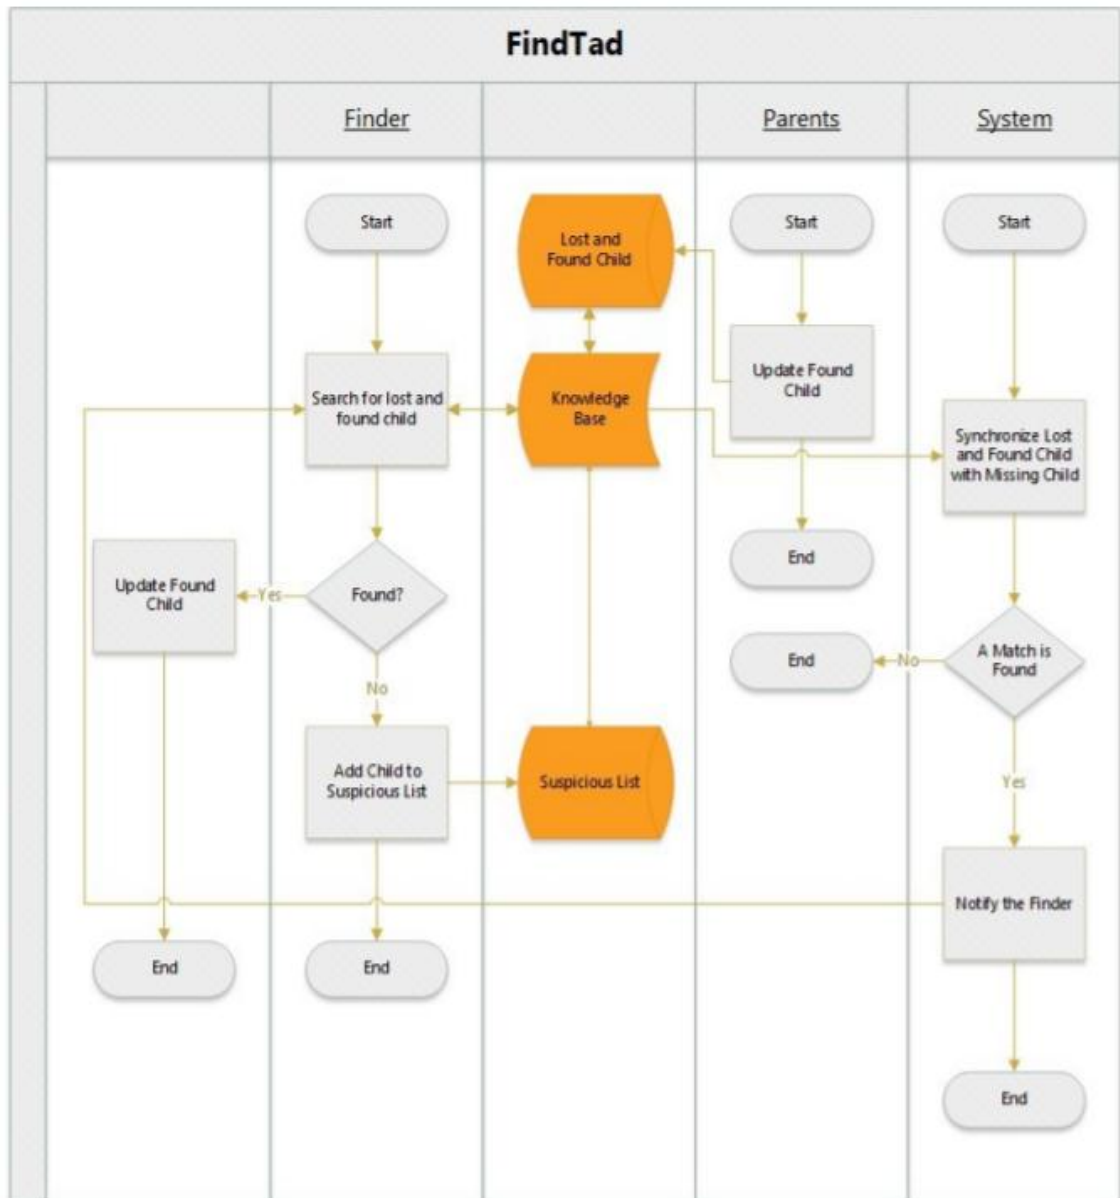 FindTad
Finder
Parents
System
Start
Lost and
Found Child
Start
Start
Search for lost and
found child
Knowledge
Base
Update Found
Child
Synchronize Lost
and Found Child
with Missing Child
End
Update Found
Child
Yes
Found?
End
No
A Match is
Found
No
Add Child to
Suspicious List
Suspicious List
Yes
Notify the Finder
End
End
End